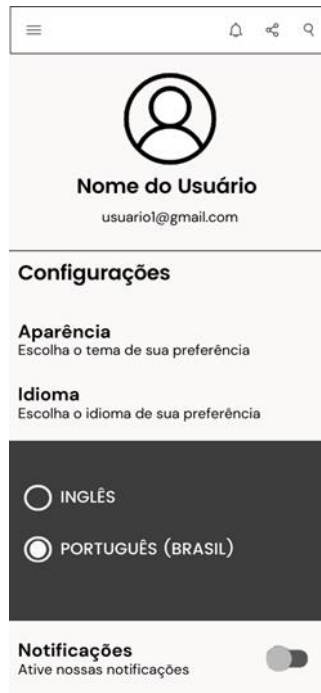 Nome do Usuário
usuario1@gmail.com
Configurações
Aparência
Escolha o tema de sua preferência
Idioma
Escolha o idioma de sua preferência
INGLÊS
PORTUGUÊS (BRASIL)
Notificações
Ative nossas notificações